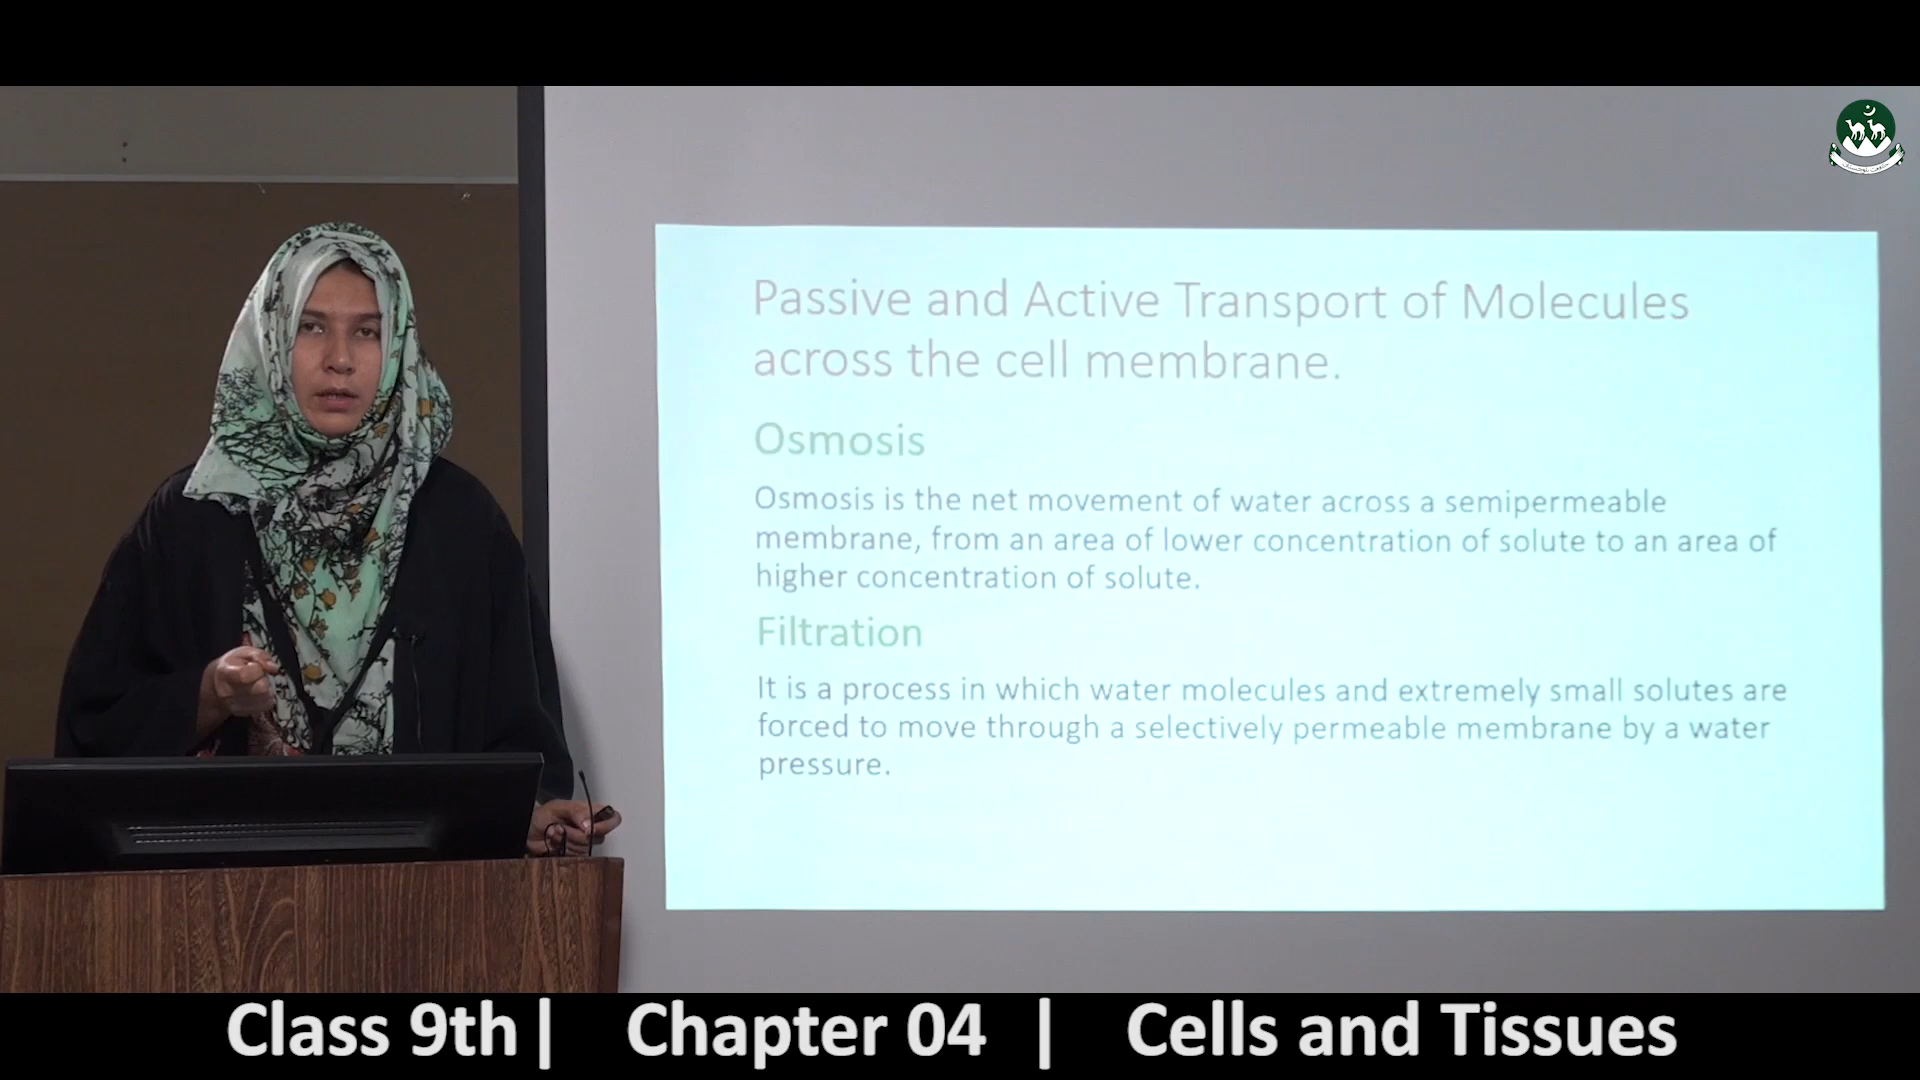 Passive and Active Transport of Molecules
across the cell membrane.
Osmosis
Osmosis is the net movement of water across a semipermeable
membrane, from an area of lower concentration of solute to an area of
higher concentration of solute.
Filtration
It is a process in which water molecules and extremely small solutes are
forced to move through a selectively permeable membrane by a water
pressure.
Class 9th | Chapter 04 | Cells and Tissues